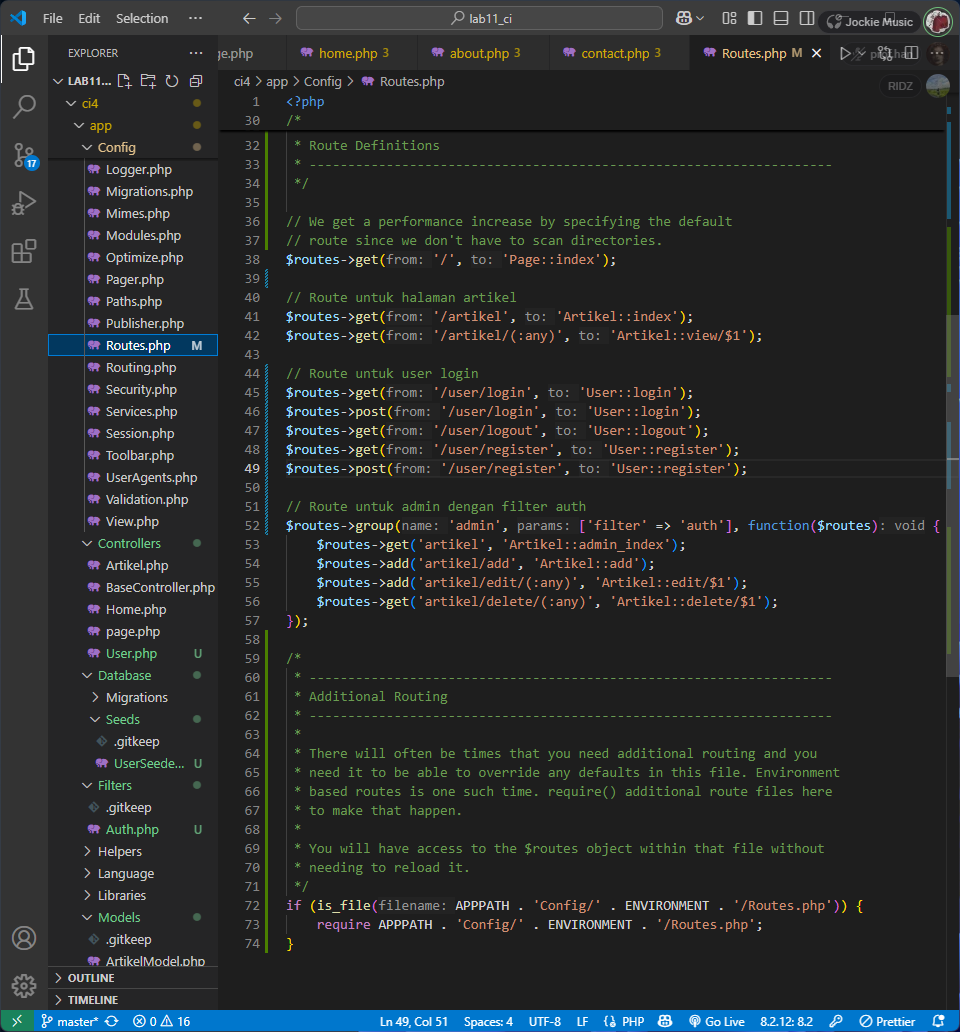 File Edit Selection ··· lab11_ci Jockie Music
EXPLORER ···
ge.php home.php 3 about.php 3 contact.php 3 Routes.php M
LAB11...
ci4 > app > Config > Routes.php
RIDZ
ci4
app
Config
Logger.php
Migrations.php
Mimes.php
Modules.php
Optimize.php
Pager.php
Paths.php
Publisher.php
Routes.php M
Routing.php
Security.php
Services.php
Session.php
Toolbar.php
UserAgents.php
Validation.php
View.php
Controllers
Artikel.php
BaseController.php
Home.php
page.php
User.php U
Database
Migrations
Seeds
.gitkeep
UserSeede... U
Filters
.gitkeep
Auth.php U
Helpers
Language
Libraries
Models
.gitkeep
ArtikelModel.php
OUTLINE
TIMELINE
17
1 <?php
30 /*
32 * Route Definitions
33 * --------------------------------------------------------------------
34 */
35
36 // We get a performance increase by specifying the default
37 // route since we don't have to scan directories.
38 $routes->get(from: '/', to: 'Page::index');
39
40 // Route untuk halaman artikel
41 $routes->get(from: '/artikel', to: 'Artikel::index');
42 $routes->get(from: '/artikel/(:any)', to: 'Artikel::view/$1');
43
44 // Route untuk user login
45 $routes->get(from: '/user/login', to: 'User::login');
46 $routes->post(from: '/user/login', to: 'User::login');
47 $routes->get(from: '/user/logout', to: 'User::logout');
48 $routes->get(from: '/user/register', to: 'User::register');
49 $routes->post(from: '/user/register', to: 'User::register');
50
51 // Route untuk admin dengan filter auth
52 $routes->group(name: 'admin', params: ['filter' => 'auth'], function($routes): void {
53 $routes->get('artikel', 'Artikel::admin_index');
54 $routes->add('artikel/add', 'Artikel::add');
55 $routes->add('artikel/edit/(:any)', 'Artikel::edit/$1');
56 $routes->get('artikel/delete/(:any)', 'Artikel::delete/$1');
57 });
58
59 /*
60 * --------------------------------------------------------------------
61 * Additional Routing
62 * --------------------------------------------------------------------
63 *
64 * There will often be times that you need additional routing and you
65 * need it to be able to override any defaults in this file. Environment
66 * based routes is one such time. require() additional route files here
67 * to make that happen.
68 *
69 * You will have access to the $routes object within that file without
70 * needing to reload it.
71 */
72 if (is_file(filename: APPPATH . 'Config/' . ENVIRONMENT . '/Routes.php')) {
73 require APPPATH . 'Config/' . ENVIRONMENT . '/Routes.php';
74 }
master* 0 16 Ln 49, Col 51 Spaces: 4 UTF-8 LF {} PHP Go Live 8.2.12: 8.2 Prettier